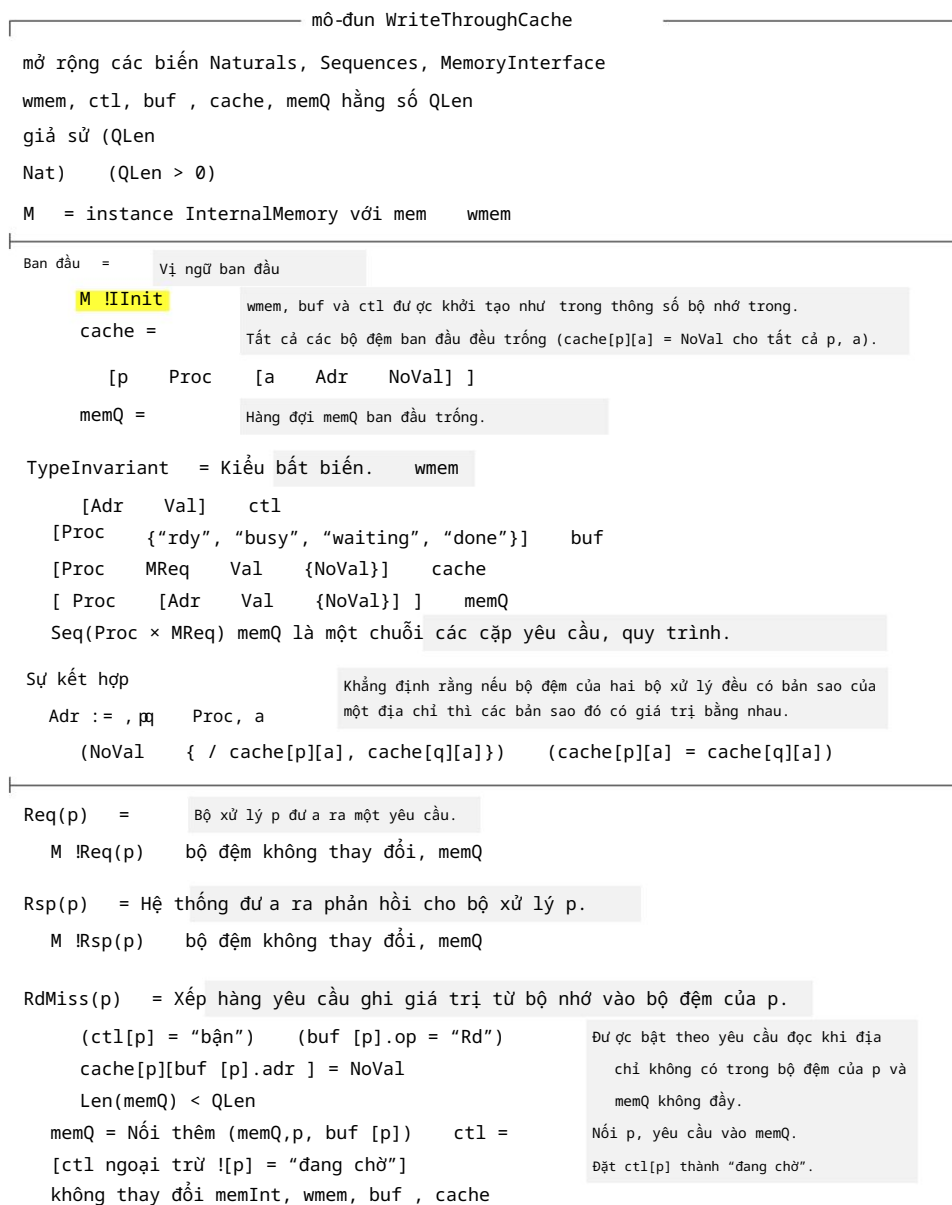 mô-đun WriteThroughCache
mở rộng các biến Naturals, Sequences, MemoryInterface
wmem, ctl, buf , cache, memQ hằng số QLen
giả sử (QLen
Nat) (QLen > 0)
M = instance InternalMemory với mem wmem
Ban đầu = Vị ngữ ban đầu
M !IInit wmem, buf và ctl được khởi tạo như trong thông số bộ nhớ trong.
cache = Tất cả các bộ đệm ban đầu đều trống (cache[p][a] = NoVal cho tất cả p, a).
[p Proc [a Adr NoVal] ]
memQ = Hàng đợi memQ ban đầu trống.
TypeInvariant = Kiểu bất biến. wmem
[Adr Val] ctl
[Proc {“rdy”, “busy”, “waiting”, “done”}] buf
[Proc MReq Val {NoVal}] cache
[ Proc [Adr Val {NoVal}] ] memQ
Seq(Proc × MReq) memQ là một chuỗi các cặp yêu cầu, quy trình.
Sự kết hợp Khẳng định rằng nếu bộ đệm của hai bộ xử lý đều có bản sao của
Adr := , pq Proc, a một địa chỉ thì các bản sao đó có giá trị bằng nhau.
(NoVal { / cache[p][a], cache[q][a]}) (cache[p][a] = cache[q][a])
Req(p) = Bộ xử lý p đưa ra một yêu cầu.
M !Req(p) bộ đệm không thay đổi, memQ
Rsp(p) = Hệ thống đưa ra phản hồi cho bộ xử lý p.
M !Rsp(p) bộ đệm không thay đổi, memQ
RdMiss(p) = Xếp hàng yêu cầu ghi giá trị từ bộ nhớ vào bộ đệm của p.
(ctl[p] = “bận”) (buf [p].op = “Rd”) Được bật theo yêu cầu đọc khi địa
cache[p][buf [p].adr ] = NoVal chỉ không có trong bộ đệm của p và
Len(memQ) < QLen memQ không đầy.
memQ = Nối thêm (memQ,p, buf [p]) ctl = Nối p, yêu cầu vào memQ.
[ctl ngoại trừ ![p] = “đang chờ”] Đặt ctl[p] thành “đang chờ”.
không thay đổi memInt, wmem, buf , cache